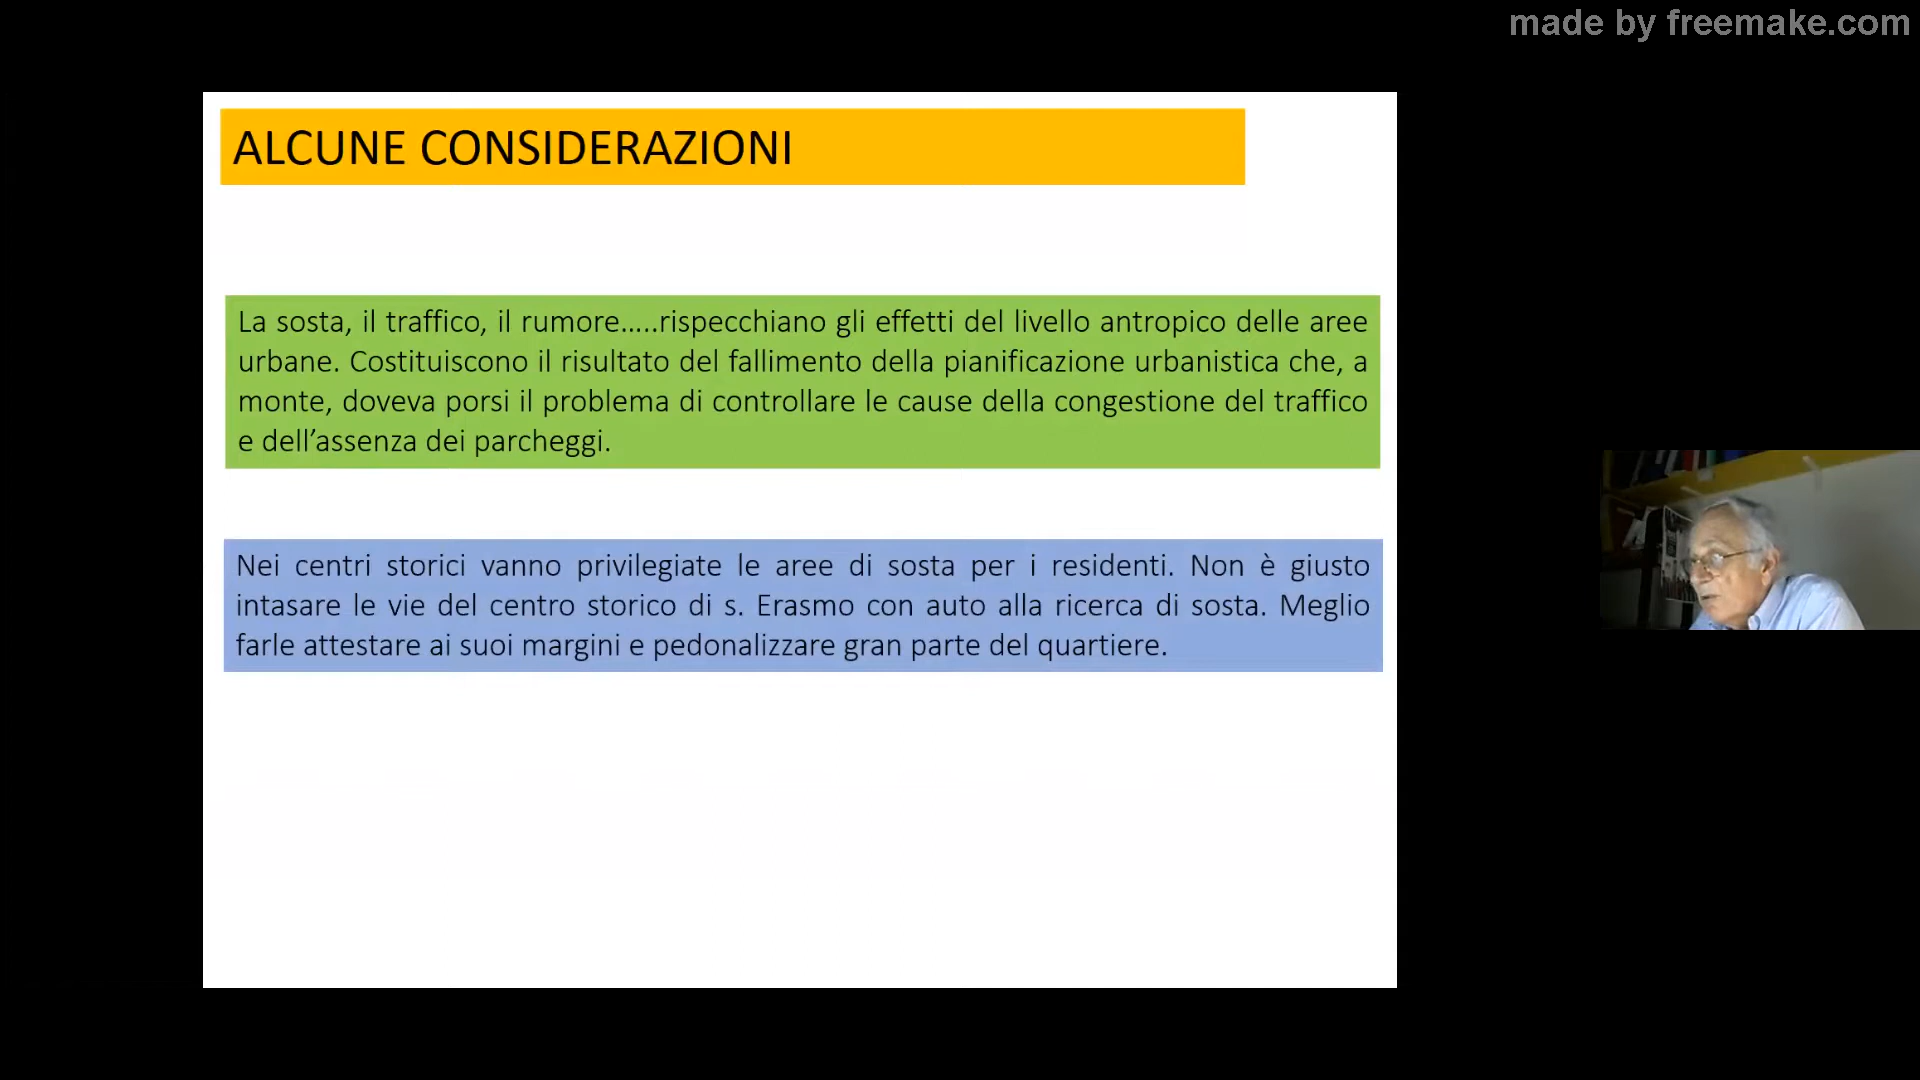 made by freemake.com
ALCUNE CONSIDERAZIONI
La sosta, il traffico, il rumore.....rispecchiano gli effetti del livello antropico delle aree
urbane. Costituiscono il risultato del fallimento della pianificazione urbanistica che, a
monte, doveva porsi il problema di controllare le cause della congestione del traffico
e dell’assenza dei parcheggi.
Nei centri storici vanno privilegiate le aree di sosta per i residenti. Non è giusto
intasare le vie del centro storico di s. Erasmo con auto alla ricerca di sosta. Meglio
farle attestare ai suoi margini e pedonalizzare gran parte del quartiere.